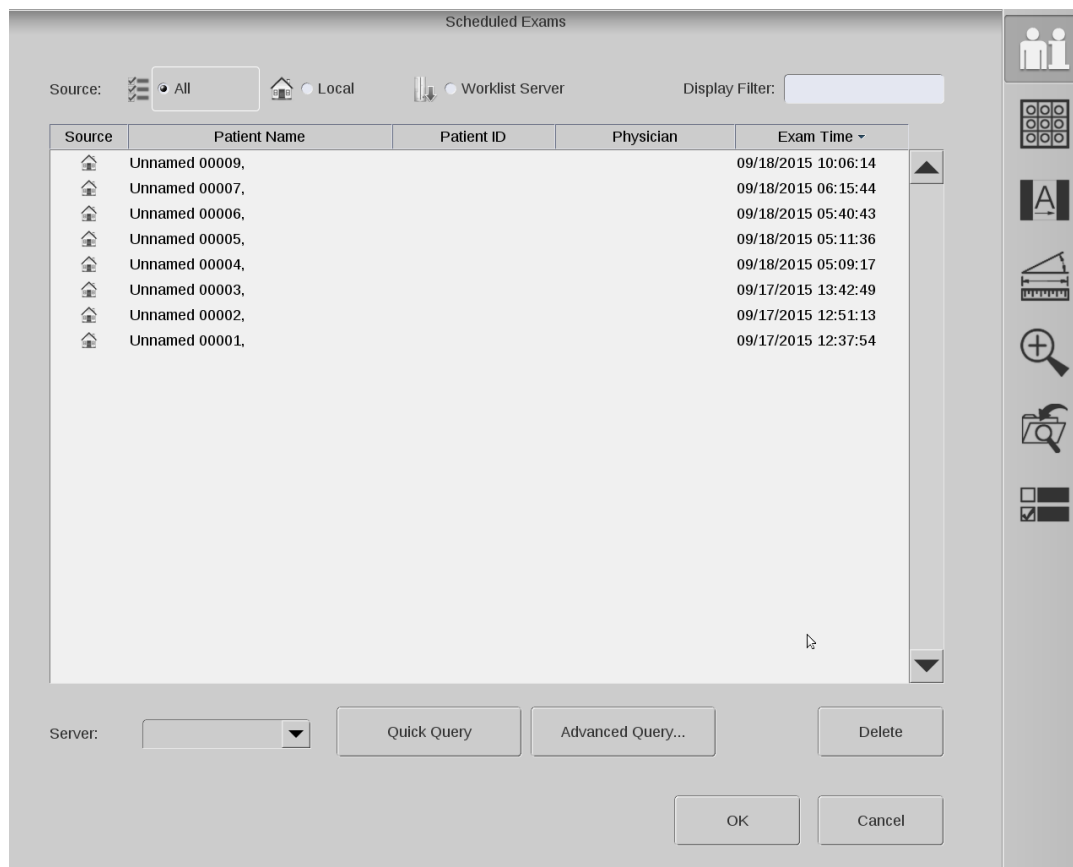 Scheduled Exams
Source: All Local Worklist Server Display Filter:
Source Patient Name Patient ID Physician Exam Time
Unnamed 00009, 09/18/2015 10:06:14
Unnamed 00007, 09/18/2015 06:15:44
Unnamed 00006, 09/18/2015 05:40:43
Unnamed 00005, 09/18/2015 05:11:36
Unnamed 00004, 09/18/2015 05:09:17
Unnamed 00003, 09/17/2015 13:42:49
Unnamed 00002, 09/17/2015 12:51:13
Unnamed 00001, 09/17/2015 12:37:54
Server: Quick Query Advanced Query... Delete
OK Cancel
A